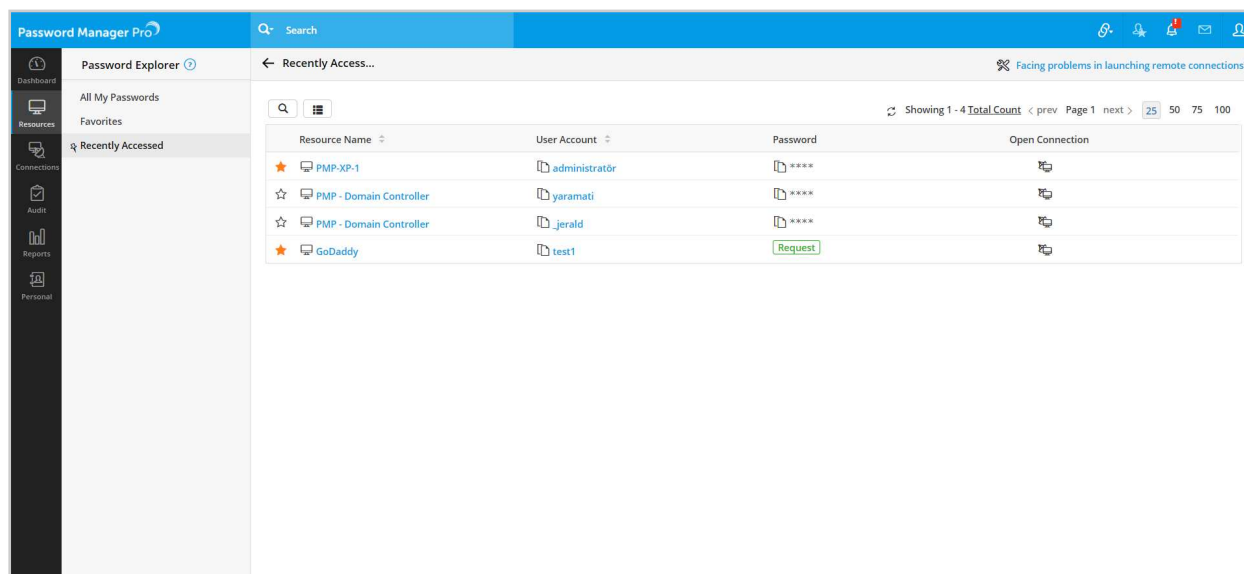 Password Manager Pro
Search
Dashboard
Resources
Connections
Audit
Reports
Personal
Password Explorer ?
All My Passwords
Favorites
Recently Accessed
← Recently Access...
Facing problems in launching remote connections
Showing 1 - 4 Total Count < prev Page 1 next > 25 50 75 100
Resource Name User Account Password Open Connection
PMP-XP-1 administratör ****
PMP - Domain Controller yaramati ****
PMP - Domain Controller _jerald ****
GoDaddy test1 Request